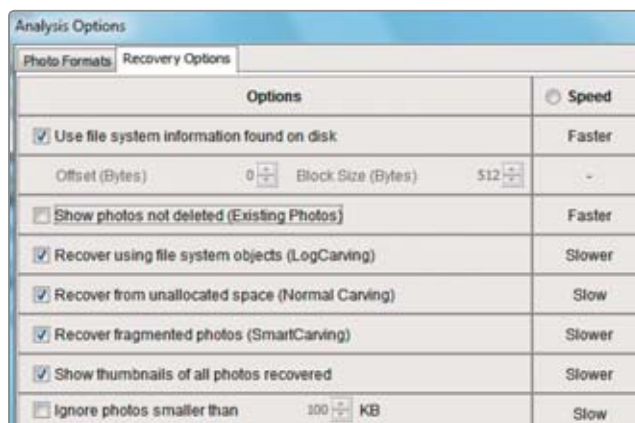 Analysis Options
Photo Formats Recovery Options
Options Speed
Use file system information found on disk Faster
Offset (Bytes) 0 Block Size (Bytes) 512 -
Show photos not deleted (Existing Photos) Faster
Recover using file system objects (LogCarving) Slower
Recover from unallocated space (Normal Carving) Slow
Recover fragmented photos (SmartCarving) Slower
Show thumbnails of all photos recovered Slower
Ignore photos smaller than 100 KB Slow